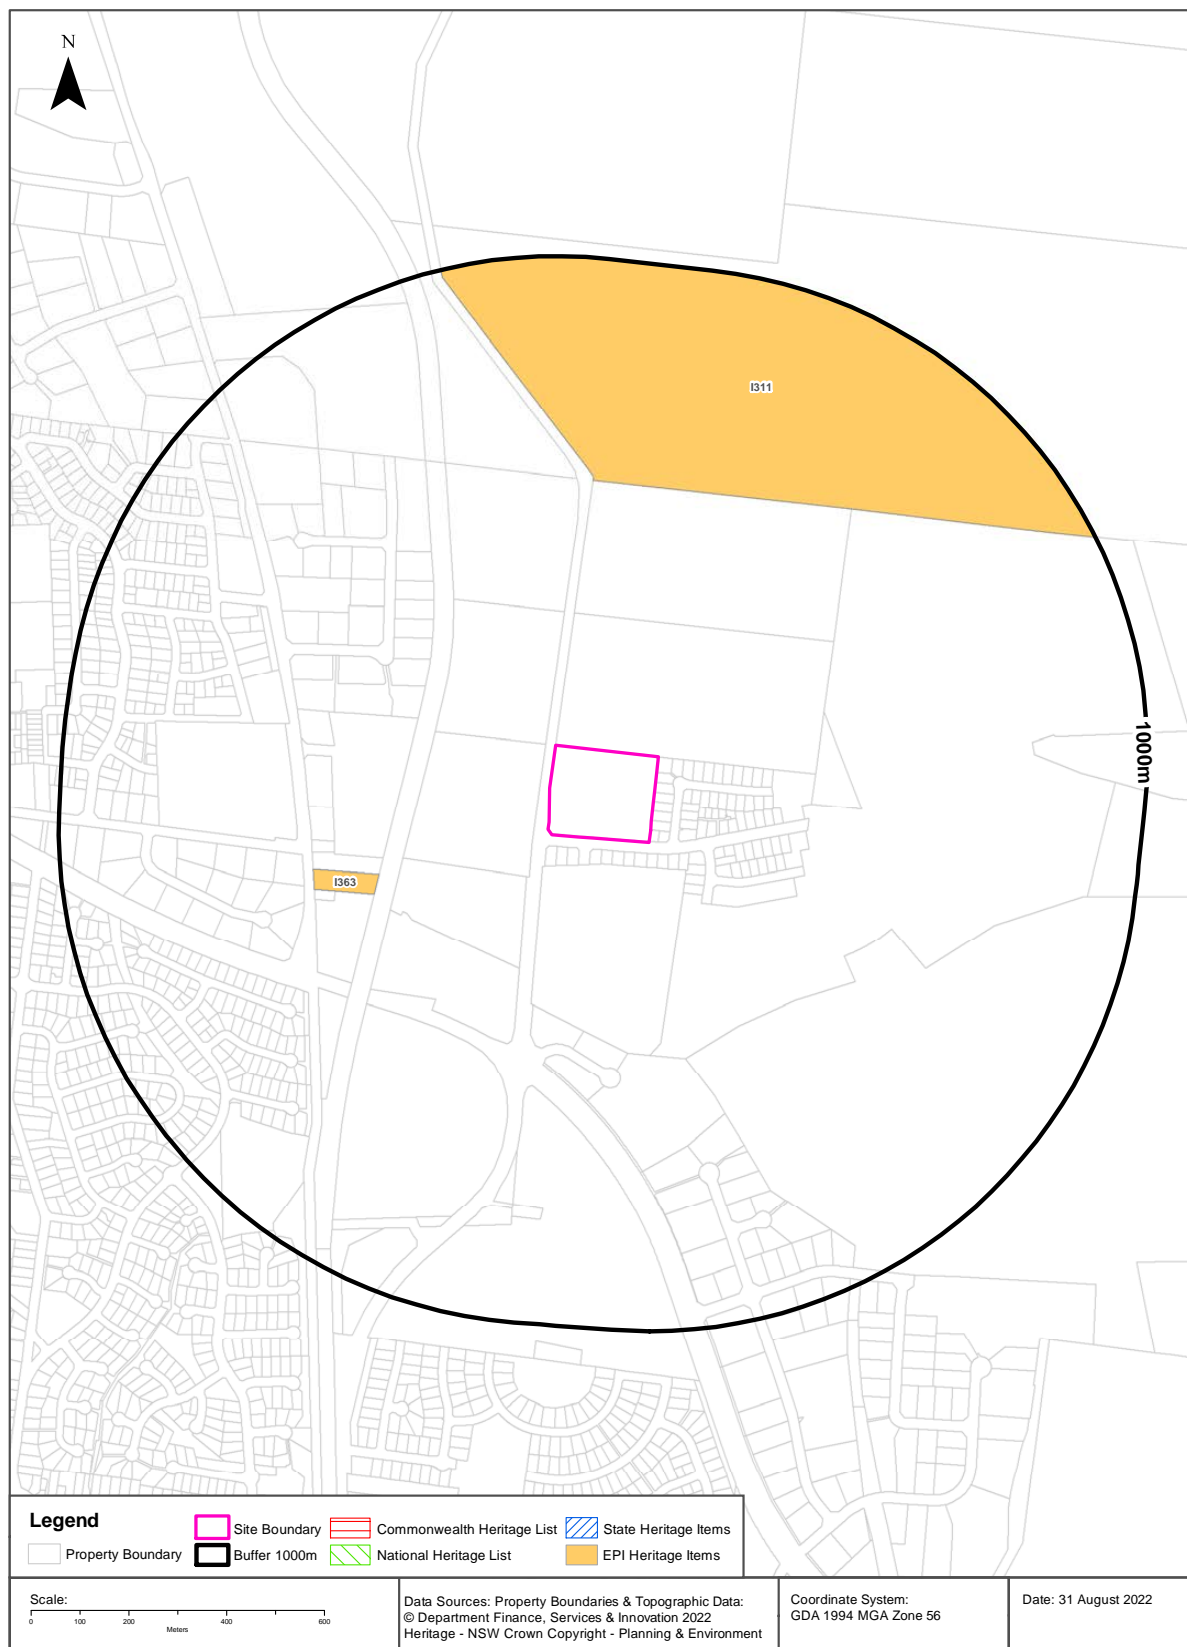 N
I311
1000m
I363
Legend
Property Boundary
Site Boundary
Buffer 1000m
Commonwealth Heritage List
National Heritage List
State Heritage Items
EPI Heritage Items
Scale:
0 100 200 400 600
Meters
Data Sources: Property Boundaries & Topographic Data:
© Department Finance, Services & Innovation 2022
Heritage - NSW Crown Copyright - Planning & Environment
Coordinate System:
GDA 1994 MGA Zone 56
Date: 31 August 2022